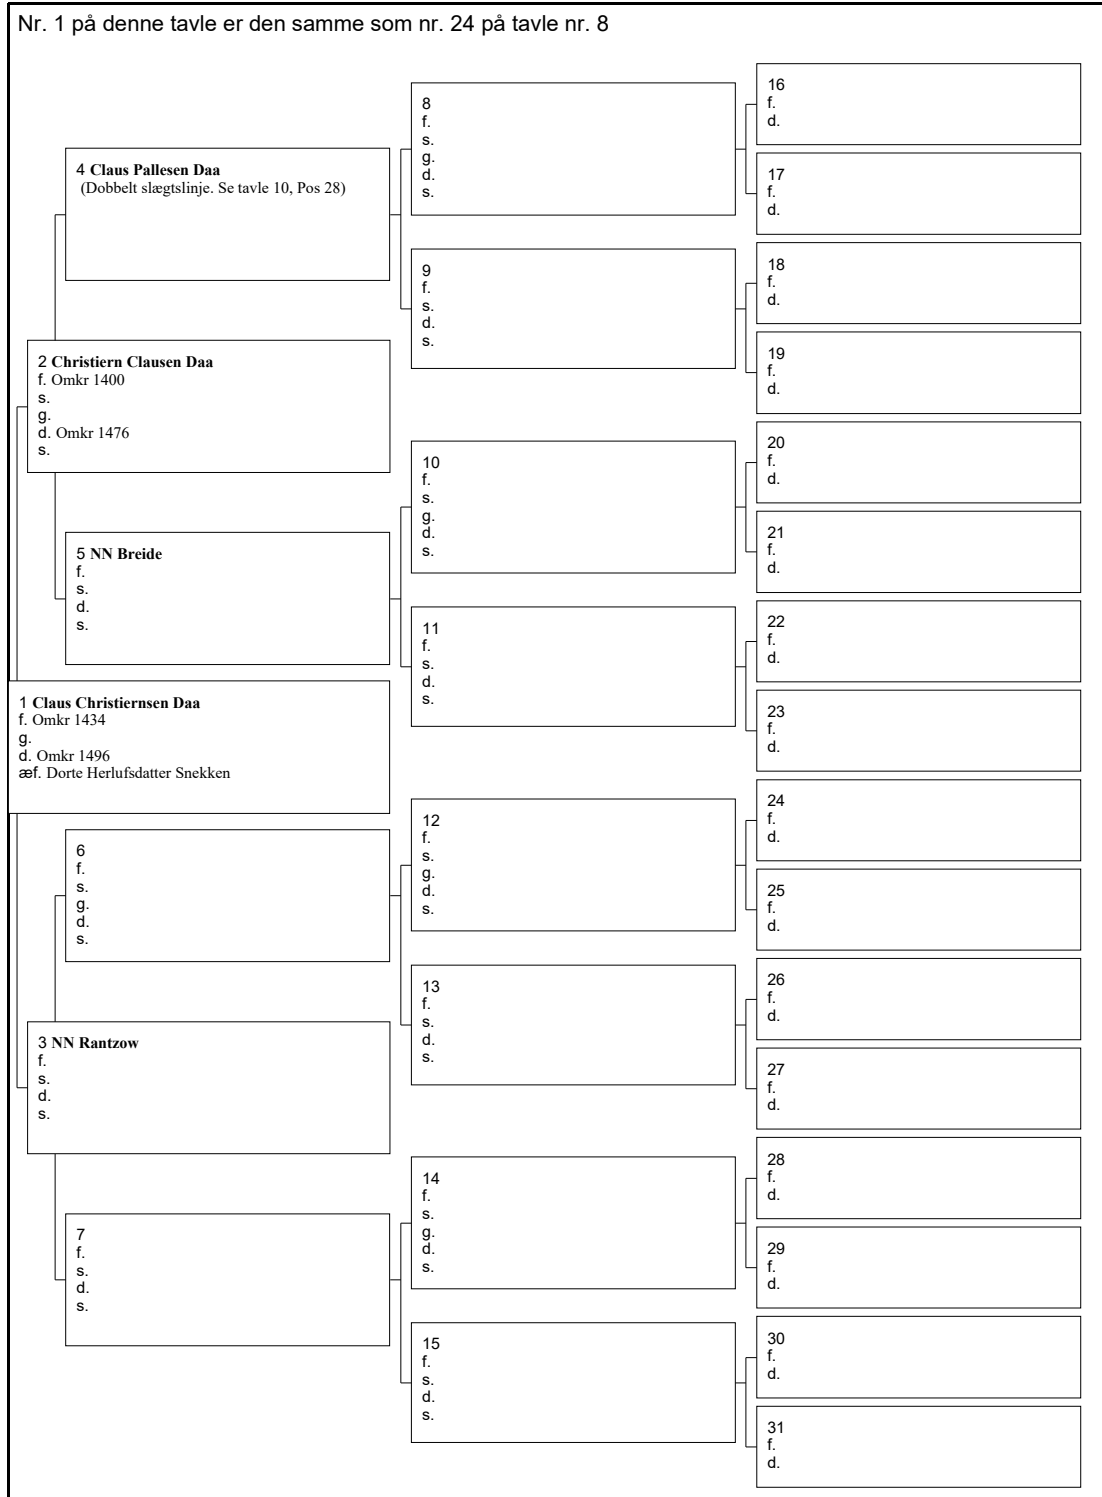 Nr. 1 på denne tavle er den samme som nr. 24 på tavle nr. 8
1 Claus Christiernsen Daa
f. Omkr 1434
g.
d. Omkr 1496
æf. Dorte Herlufsdatter Snekken
2 Christiern Clausen Daa
f. Omkr 1400
s.
g.
d. Omkr 1476
s.
3 NN Rantzow
f.
s.
d.
s.
4 Claus Pallesen Daa
(Dobbelt slægtslinje. Se tavle 10, Pos 28)
5 NN Breide
f.
s.
d.
s.
6
f.
s.
g.
d.
s.
7
f.
s.
d.
s.
8
f.
s.
g.
d.
s.
9
f.
s.
d.
s.
10
f.
s.
g.
d.
s.
11
f.
s.
d.
s.
12
f.
s.
g.
d.
s.
13
f.
s.
d.
s.
14
f.
s.
g.
d.
s.
15
f.
s.
d.
s.
16
f.
d.
17
f.
d.
18
f.
d.
19
f.
d.
20
f.
d.
21
f.
d.
22
f.
d.
23
f.
d.
24
f.
d.
25
f.
d.
26
f.
d.
27
f.
d.
28
f.
d.
29
f.
d.
30
f.
d.
31
f.
d.